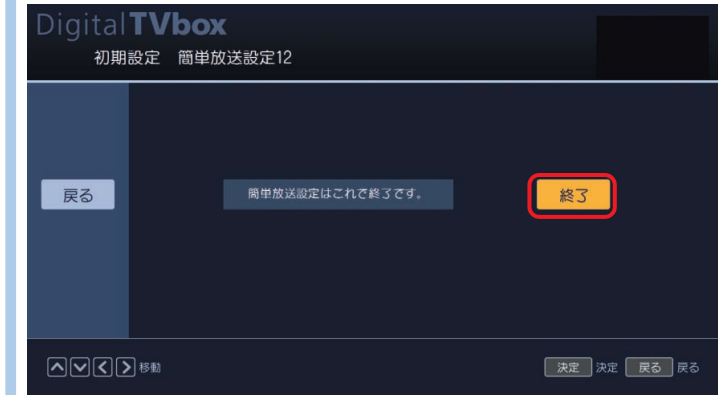 Digital TVbox
初期設定 簡単放送設定12
戻る
簡単放送設定はこれで終了です。
終了
移動
決定 決定 戻る 戻る